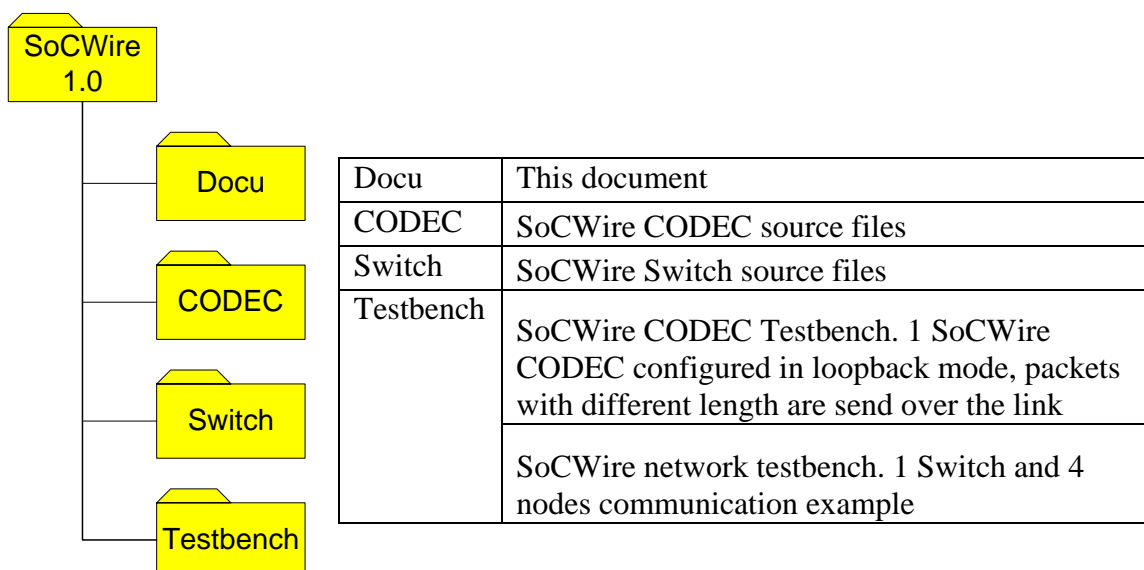 SoCWire
1.0
Docu
CODEC
Switch
Testbench
Docu This document
CODEC SoCWire CODEC source files
Switch SoCWire Switch source files
Testbench SoCWire CODEC Testbench. 1 SoCWire
CODEC configured in loopback mode, packets
with different length are send over the link
SoCWire network testbench. 1 Switch and 4
nodes communication example